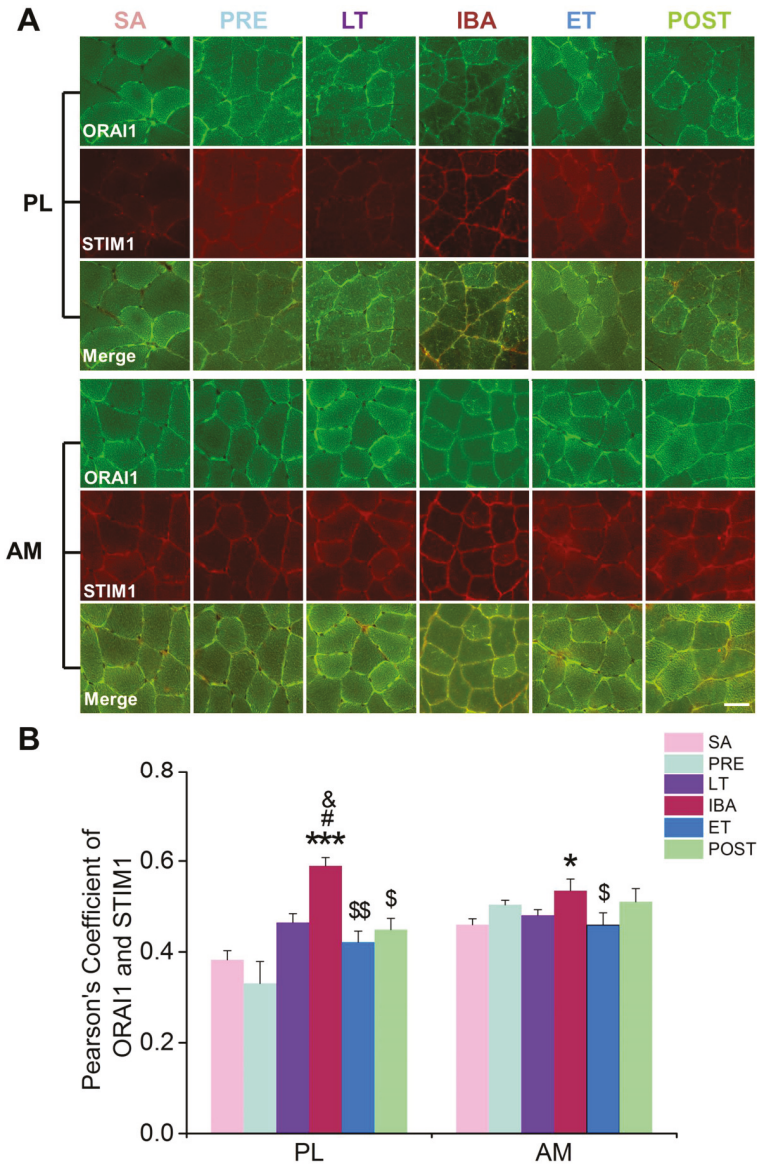 A
SA PRE LT IBA ET POST
PL
ORAI1
STIM1
Merge
AM
ORAI1
STIM1
Merge
B
SA
PRE
LT
IBA
ET
POST
Pearson's Coefficient of
ORAI1 and STIM1
0.8
0.6
0.4
0.2
0.0
&
#
***
$$
$
*
$
PL AM